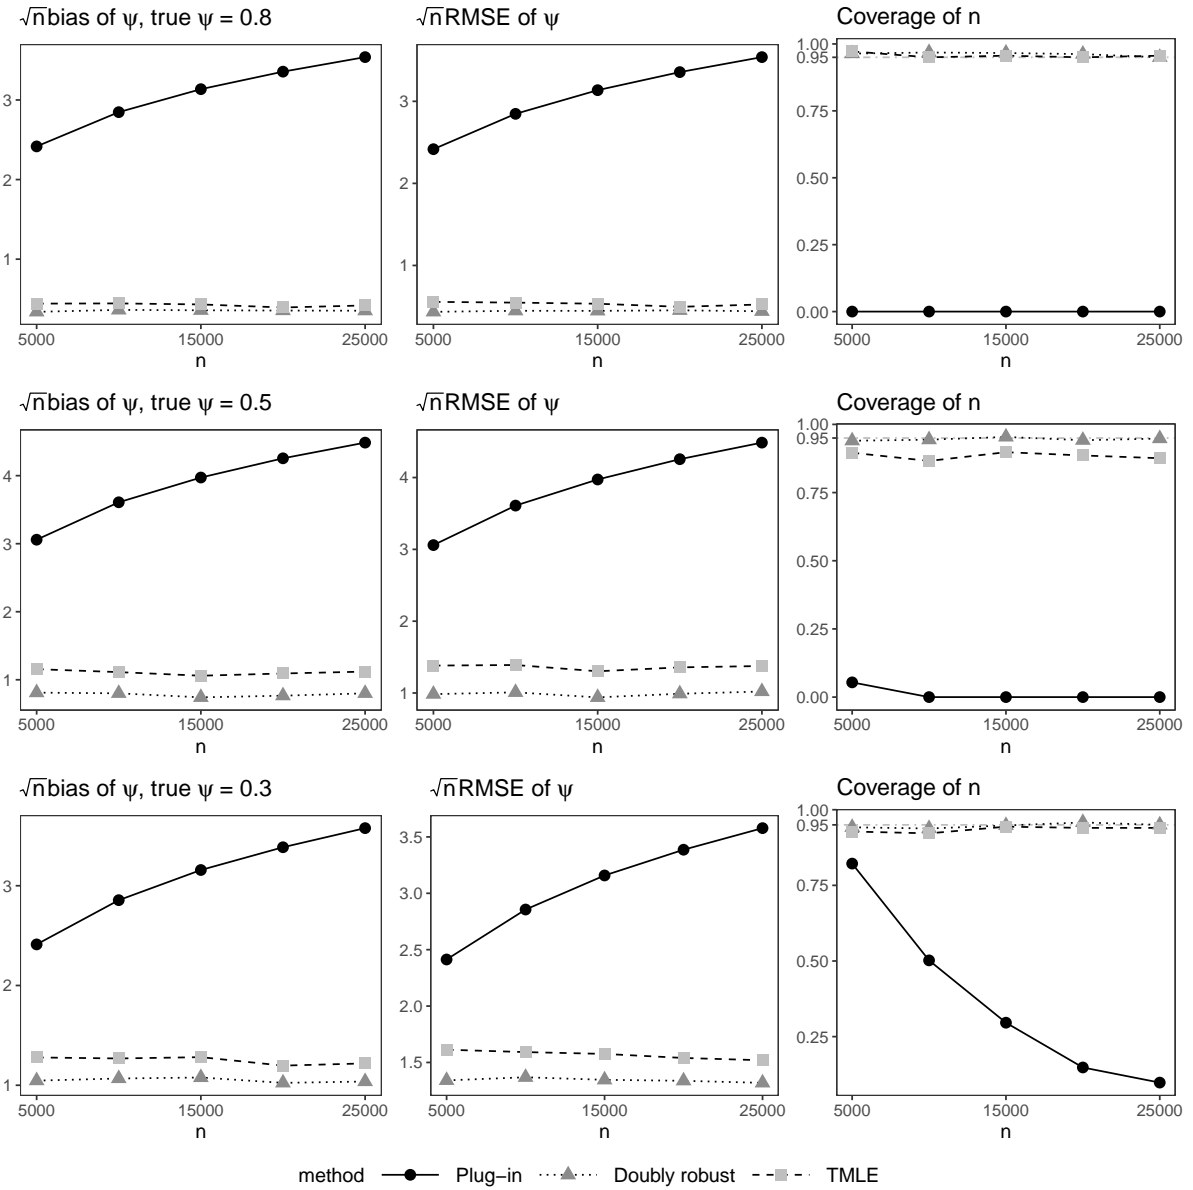 √n bias of ψ, true ψ = 0.8
√n RMSE of ψ
Coverage of n
3
2
1
5000 15000 25000
n
3
2
1
5000 15000 25000
n
1.00
0.95
0.75
0.50
0.25
0.00
5000 15000 25000
n
√n bias of ψ, true ψ = 0.5
√n RMSE of ψ
Coverage of n
4
3
2
1
5000 15000 25000
n
4
3
2
1
5000 15000 25000
n
1.00
0.95
0.75
0.50
0.25
0.00
5000 15000 25000
n
√n bias of ψ, true ψ = 0.3
√n RMSE of ψ
Coverage of n
3
2
1
5000 15000 25000
n
3.5
3.0
2.5
2.0
1.5
5000 15000 25000
n
1.00
0.95
0.75
0.50
0.25
5000 15000 25000
n
method Plug−in Doubly robust TMLE